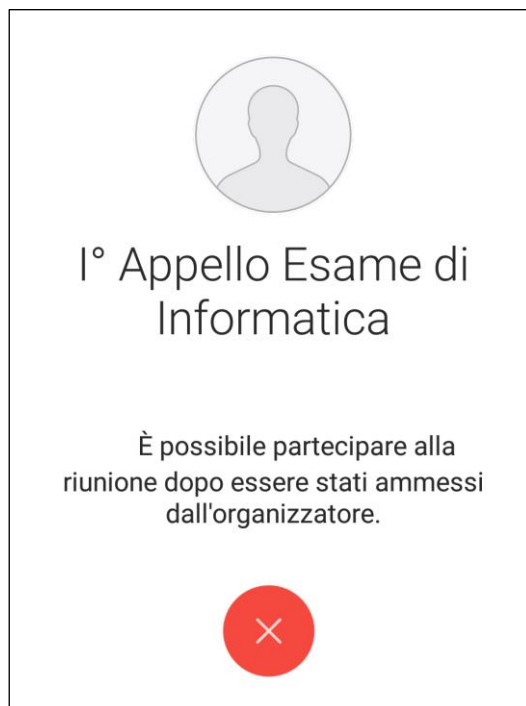 I° Appello Esame di
Informatica
È possibile partecipare alla
riunione dopo essere stati ammessi
dall'organizzatore.